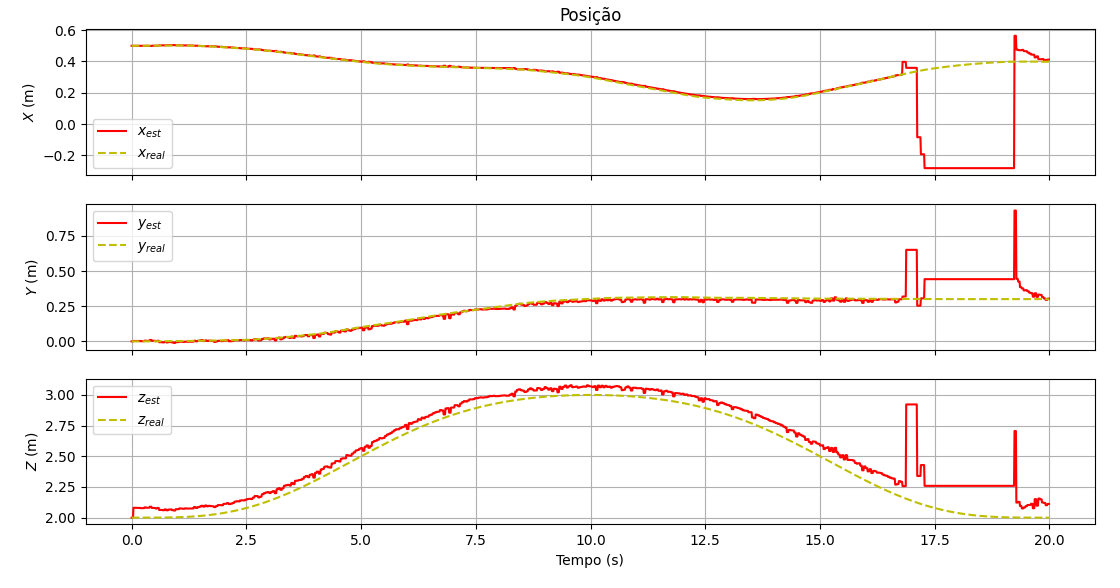 Posição
0.6
0.4
0.2
0.0
−0.2
X (m)
x_est
x_real
0.75
0.50
0.25
0.00
Y (m)
y_est
y_real
3.00
2.75
2.50
2.25
2.00
Z (m)
z_est
z_real
0.0 2.5 5.0 7.5 10.0 12.5 15.0 17.5 20.0
Tempo (s)